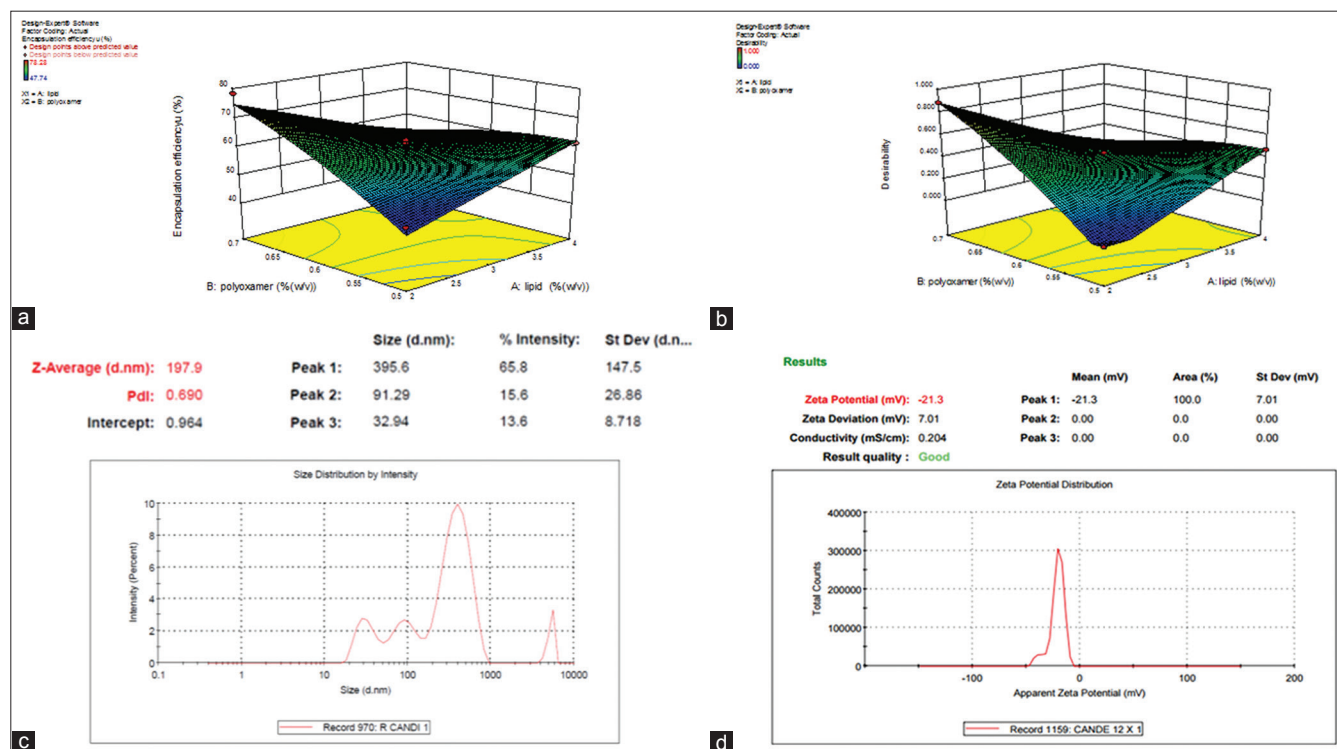 Design-Expert® Software
Factor Coding: Actual
Encapsulation efficiencyu (%)
Design points above predicted value
Design points below predicted value
78.28
47.74
X1 = A: lipid
X2 = B: polyoxamer
Encapsulation efficiencyu (%)
80
70
60
50
40
0.7
0.65
0.6
0.55
0.5
2
2.5
3
3.5
4
B: polyoxamer (%(w/v))
A: lipid (%(w/v))
a
Design-Expert® Software
Factor Coding: Actual
Desirability
1.000
0.000
X1 = A: lipid
X2 = B: polyoxamer
Desirability
1.000
0.800
0.600
0.400
0.200
0.000
0.7
0.65
0.6
0.55
0.5
2
2.5
3
3.5
4
B: polyoxamer (%(w/v))
A: lipid (%(w/v))
b
Size (d.nm): % Intensity: St Dev (d.n...
Z-Average (d.nm): 197.9 Peak 1: 395.6 65.8 147.5
PdI: 0.690 Peak 2: 91.29 15.6 26.86
Intercept: 0.964 Peak 3: 32.94 13.6 8.718
Size Distribution by Intensity
Intensity (Percent)
10
8
6
4
2
0
0.1 1 10 100 1000 10000
Size (d.nm)
Record 970: R CANDI 1
c
Results
Mean (mV) Area (%) St Dev (mV)
Zeta Potential (mV): -21.3 Peak 1: -21.3 100.0 7.01
Zeta Deviation (mV): 7.01 Peak 2: 0.00 0.0 0.00
Conductivity (mS/cm): 0.204 Peak 3: 0.00 0.0 0.00
Result quality : Good
Zeta Potential Distribution
Total Counts
400000
300000
200000
100000
0
-100 0 100 200
Apparent Zeta Potential (mV)
Record 1159: CANDE 12 X 1
d